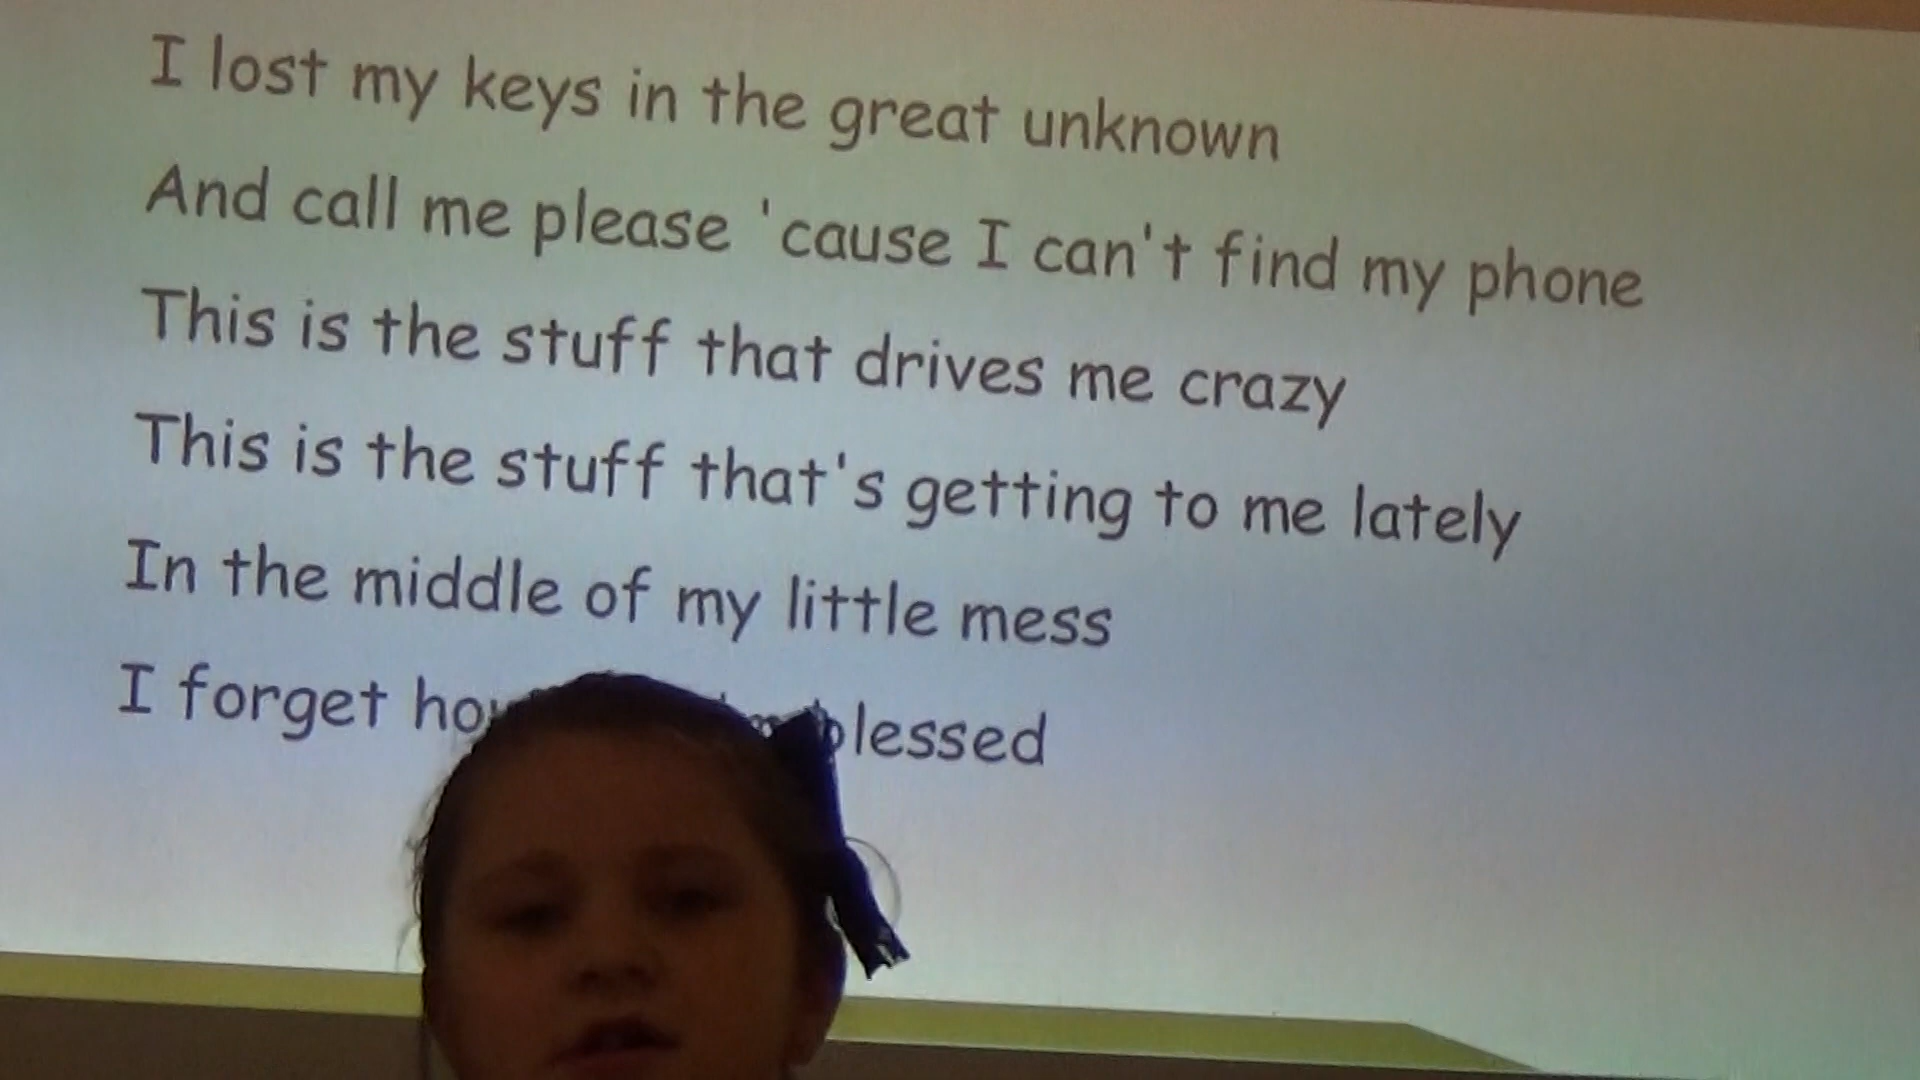 I lost my keys in the great unknown
And call me please 'cause I can't find my phone
This is the stuff that drives me crazy
This is the stuff that's getting to me lately
In the middle of my little mess
I forget how blessed